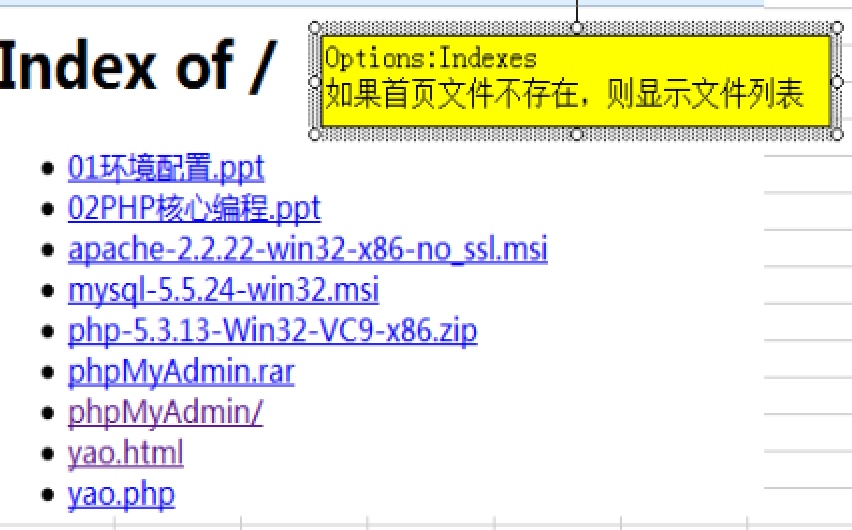 Index of /
Options:Indexes
如果首页文件不存在，则显示文件列表
01环境配置.ppt
02PHP核心编程.ppt
apache-2.2.22-win32-x86-no_ssl.msi
mysql-5.5.24-win32.msi
php-5.3.13-Win32-VC9-x86.zip
phpMyAdmin.rar
phpMyAdmin/
yao.html
yao.php